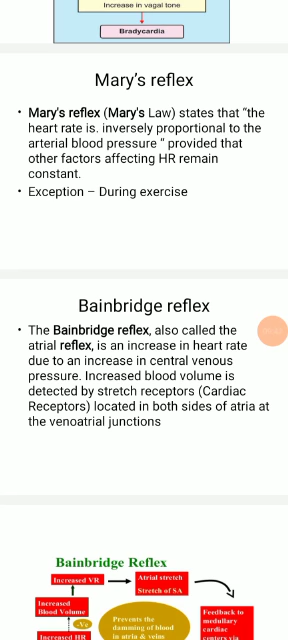 Increase in vagal tone
Bradycardia
Mary's reflex
• Mary's reflex (Mary's Law) states that “the
heart rate is. inversely proportional to the
arterial blood pressure “ provided that
other factors affecting HR remain
constant.
• Exception – During exercise
Bainbridge reflex
• The Bainbridge reflex, also called the
atrial reflex, is an increase in heart rate
due to an increase in central venous
pressure. Increased blood volume is
detected by stretch receptors (Cardiac
Receptors) located in both sides of atria at
the venoatrial junctions
Bainbridge Reflex
Increased VR
Atrial stretch
Stretch of SA
Increased
Blood Volume
-Ve
Increased HR
Prevents the
damming of blood
in atria & vein
Feedback to
medullary
cardiac
centers via